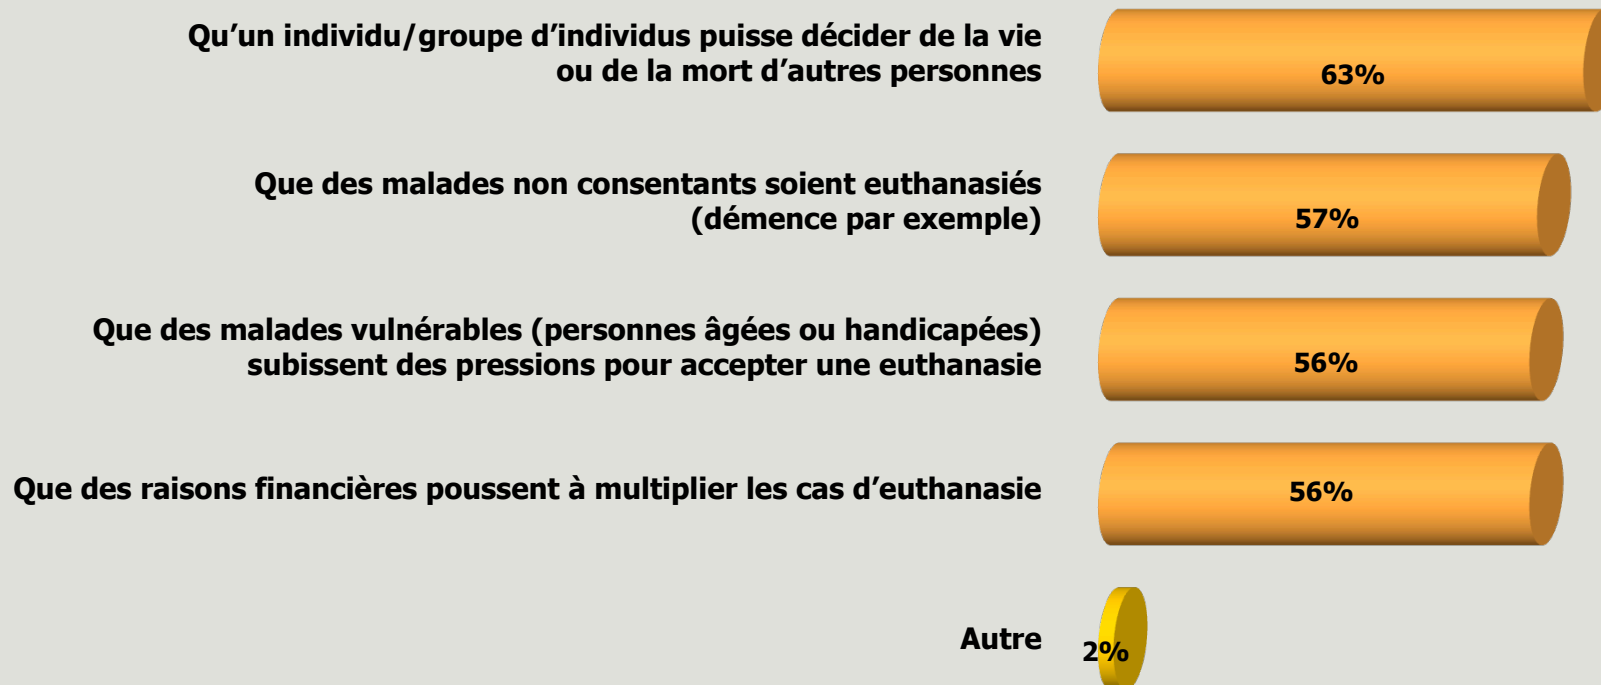 Qu’un individu/groupe d’individus puisse décider de la vie
ou de la mort d’autres personnes
63%
Que des malades non consentants soient euthanasiés
(démence par exemple)
57%
Que des malades vulnérables (personnes âgées ou handicapées)
subissent des pressions pour accepter une euthanasie
56%
Que des raisons financières poussent à multiplier les cas d’euthanasie
56%
Autre
2%